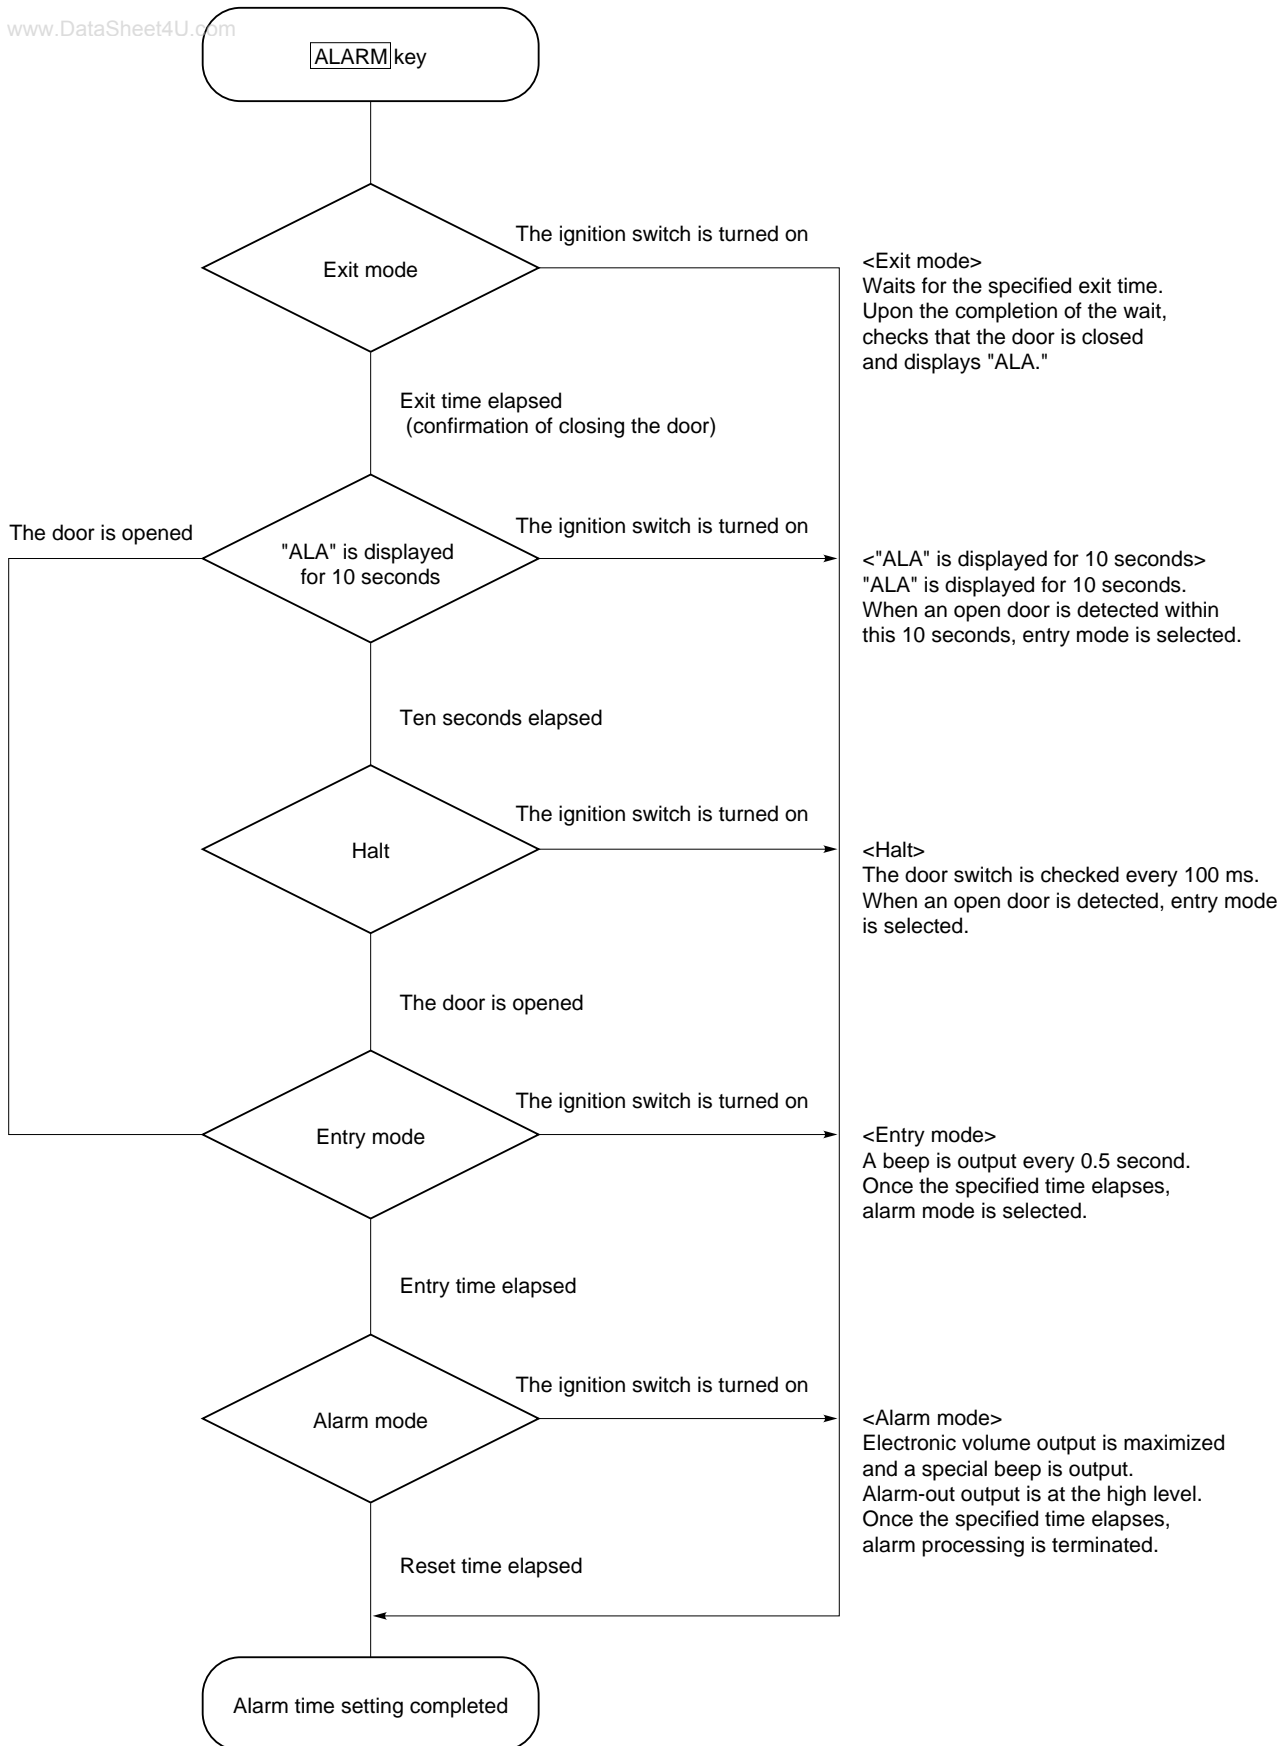 www.DataSheet4U.com
ALARM key
The ignition switch is turned on
Exit mode
<Exit mode>
Waits for the specified exit time.
Upon the completion of the wait,
checks that the door is closed
and displays "ALA."
Exit time elapsed
(confirmation of closing the door)
The door is opened
The ignition switch is turned on
"ALA" is displayed
for 10 seconds
<"ALA" is displayed for 10 seconds>
"ALA" is displayed for 10 seconds.
When an open door is detected within
this 10 seconds, entry mode is selected.
Ten seconds elapsed
The ignition switch is turned on
Halt
<Halt>
The door switch is checked every 100 ms.
When an open door is detected, entry mode
is selected.
The door is opened
The ignition switch is turned on
Entry mode
<Entry mode>
A beep is output every 0.5 second.
Once the specified time elapses,
alarm mode is selected.
Entry time elapsed
The ignition switch is turned on
Alarm mode
<Alarm mode>
Electronic volume output is maximized
and a special beep is output.
Alarm-out output is at the high level.
Once the specified time elapses,
alarm processing is terminated.
Reset time elapsed
Alarm time setting completed